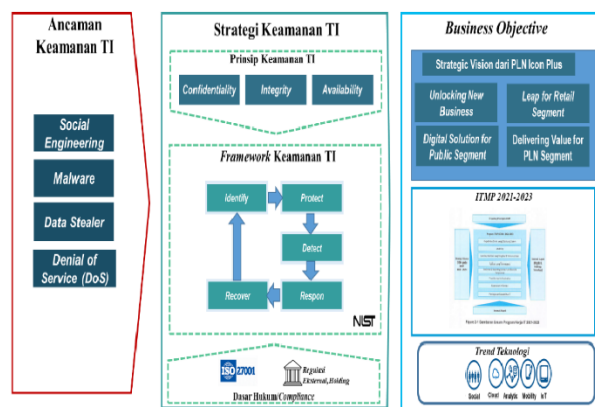 Ancaman
Keamanan TI
Social
Engineering
Malware
Data Stealer
Denial of
Service (DoS)
Strategi Keamanan TI
Prinsip Keamanan TI
Confidentiality
Integrity
Availability
Framework Keamanan TI
Identify
Protect
Detect
Respon
Recover
NIST
ISO
27001
Regulasi
Eksternal, Holding
Dasar Hukum/Compliance
Business Objective
Strategic Vision dari PLN Icon Plus
Unlocking New
Business
Leap for Retail
Segment
Digital Solution for
Public Segment
Delivering Value for
PLN Segment
ITMP 2021-2023
Trend Teknologi
Social
Cloud
Analytic
Mobility
IoT